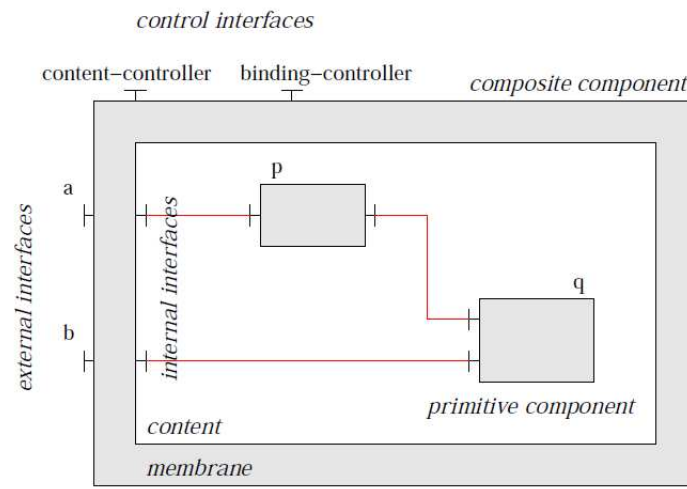 control interfaces
content–controller
binding–controller
composite component
p
a
external interfaces
internal interfaces
q
b
primitive component
content
membrane